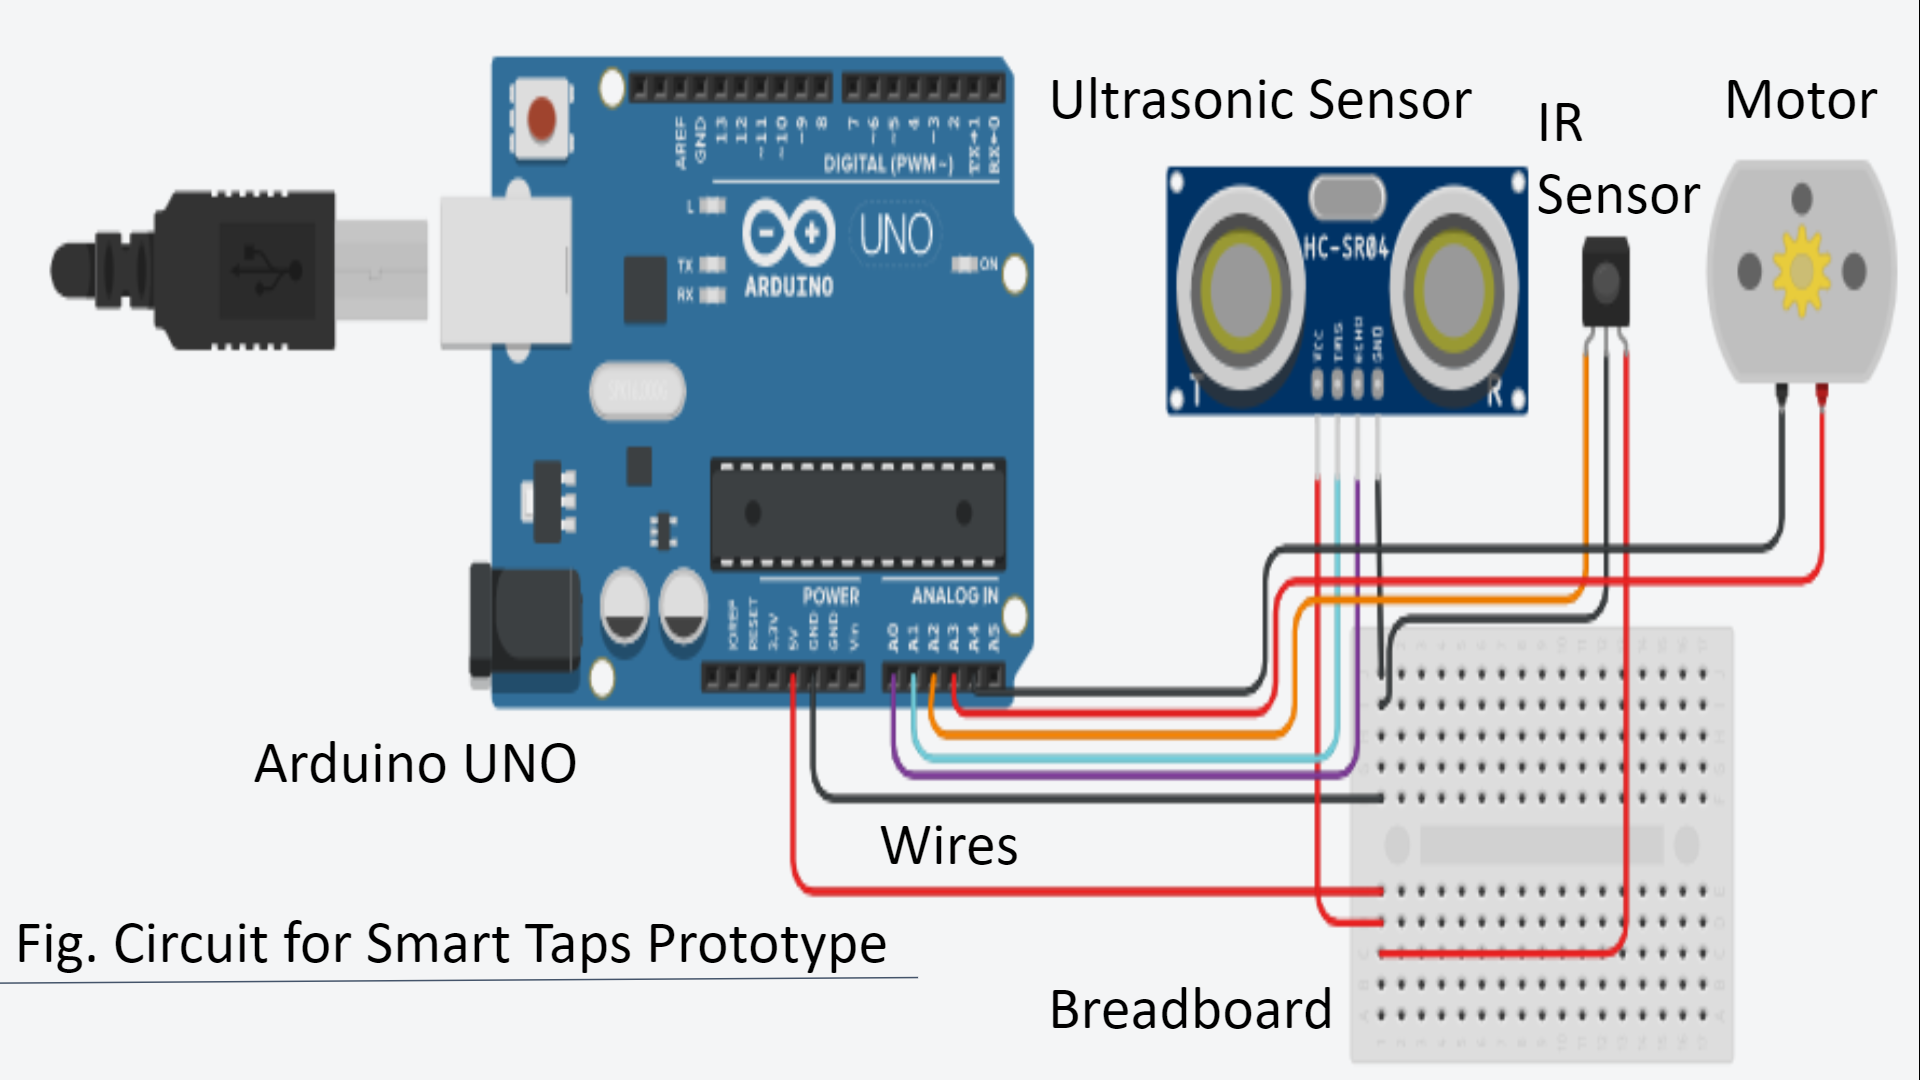 Ultrasonic Sensor
IR
Sensor
Motor
AREF
GND
13
12
~11
~10
~9
8
7
~6
~5
4
~3
2
TX→1
RX←0
DIGITAL (PWM~)
L
TX
RX
ARDUINO
UNO
ON
HC-SR04
VCC
TRIG
ECHO
GND
T
R
POWER
ANALOG IN
IOREF
RESET
3.3V
5V
GND
GND
Vin
A0
A1
A2
A3
A4
A5
Arduino UNO
Wires
Fig. Circuit for Smart Taps Prototype
Breadboard